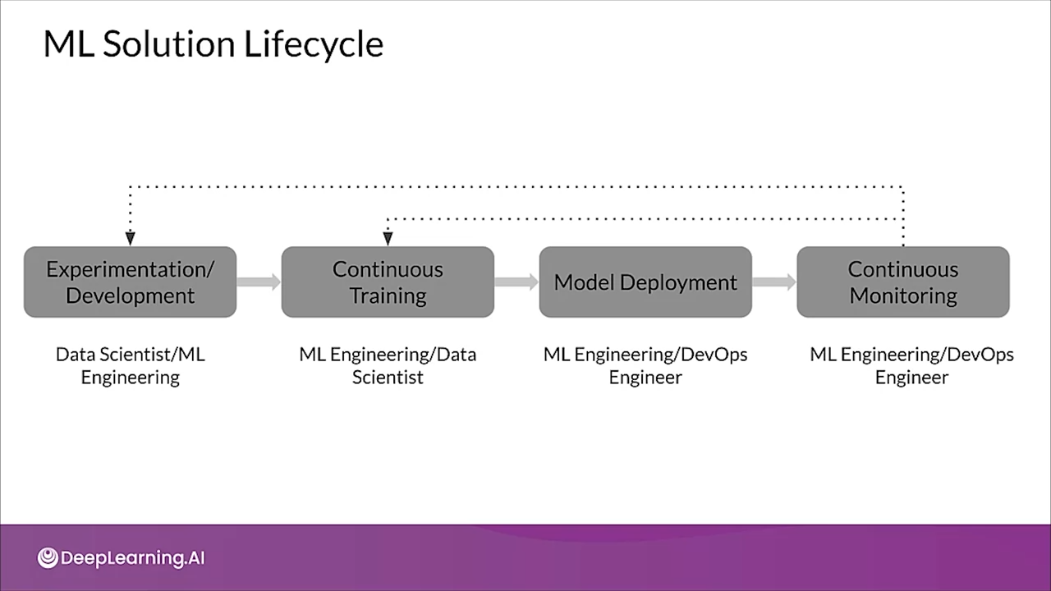 ML Solution Lifecycle
Experimentation/
Development
Continuous
Training
Model Deployment
Continuous
Monitoring
Data Scientist/ML
Engineering
ML Engineering/Data
Scientist
ML Engineering/DevOps
Engineer
ML Engineering/DevOps
Engineer
DeepLearning.AI